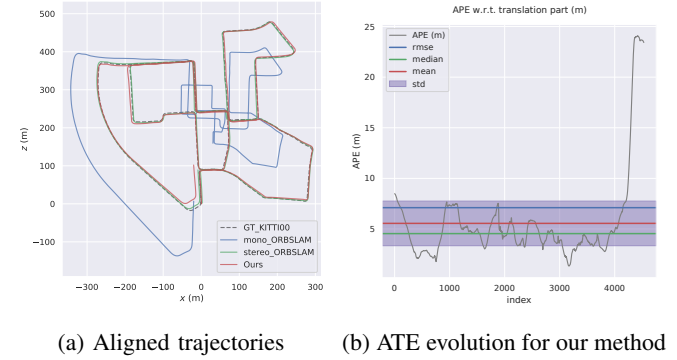 500
400
300
200
100
0
−100
z (m)
−300 −200 −100 0 100 200 300
x (m)
GT_KITTI00
mono_ORBSLAM
stereo_ORBSLAM
Ours
(a) Aligned trajectories
APE w.r.t. translation part (m)
25
20
15
10
5
APE (m)
0 1000 2000 3000 4000
index
APE (m)
rmse
median
mean
std
(b) ATE evolution for our method